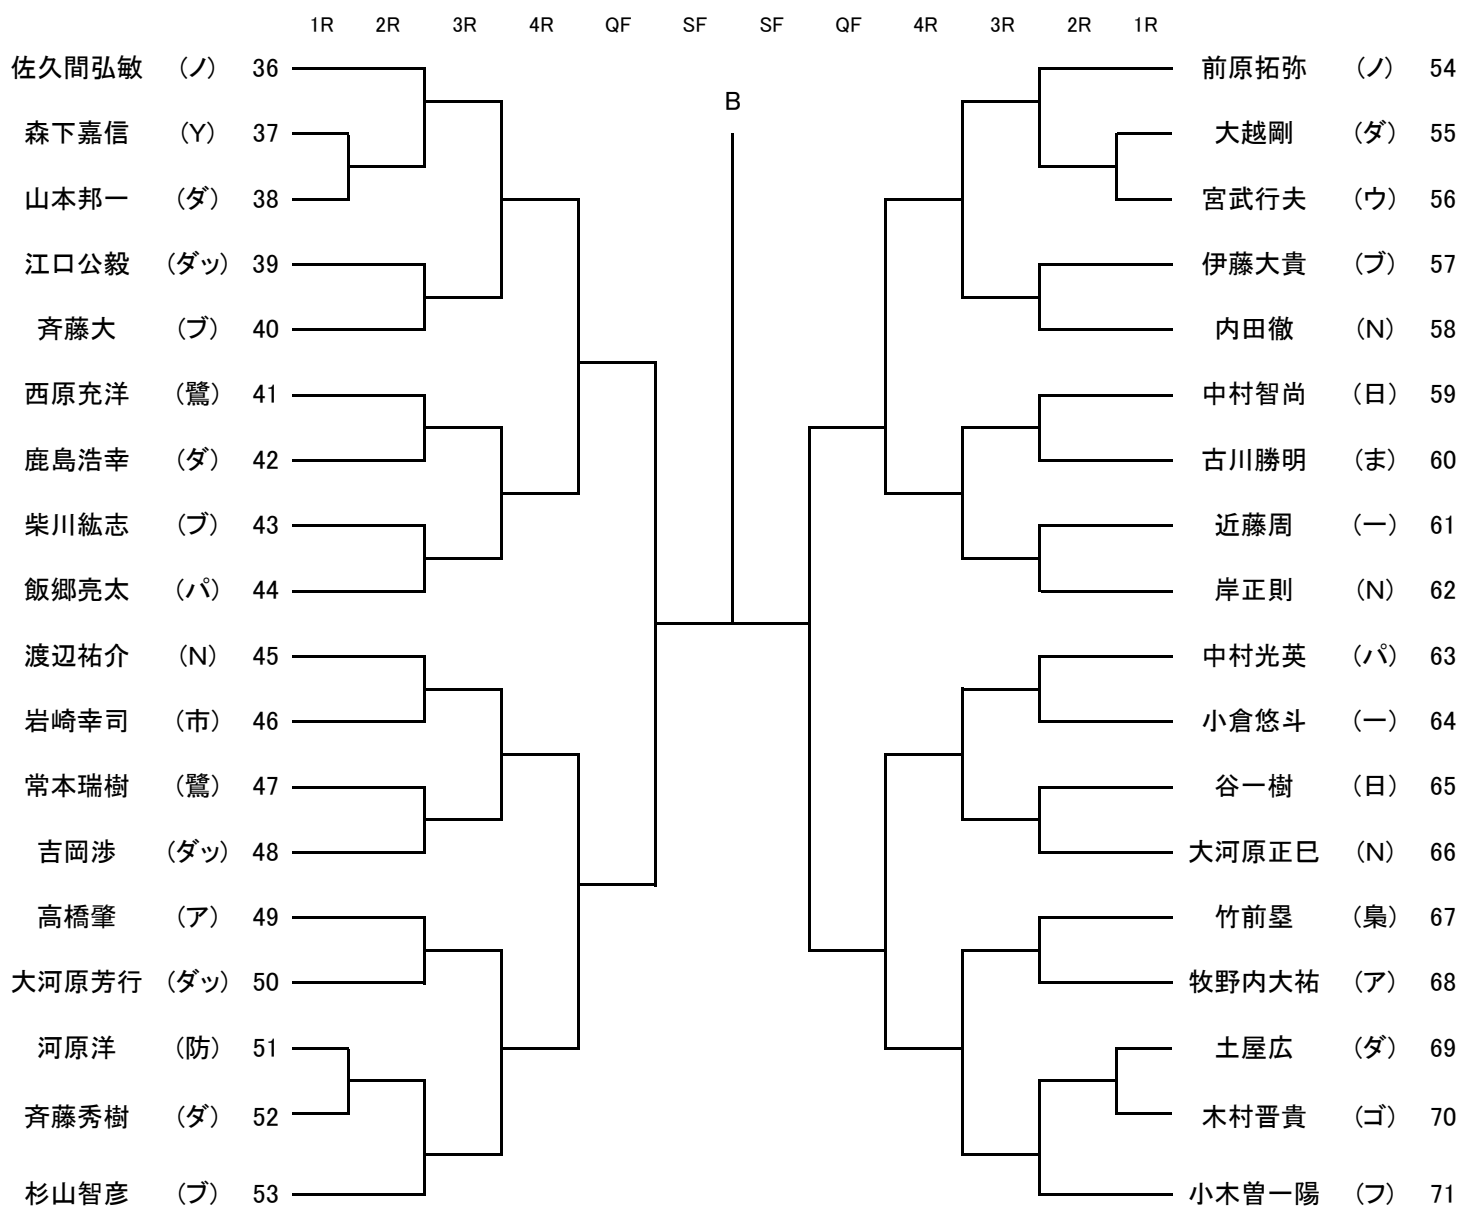 1R 2R 3R 4R QF SF SF QF 4R 3R 2R 1R
佐久間弘敏 (ノ) 36 前原拓弥 (ノ) 54
B
森下嘉信 (Y) 37 大越剛 (ダ) 55
山本邦一 (ダ) 38 宮武行夫 (ウ) 56
江口公毅 (ダッ) 39 伊藤大貴 (ブ) 57
斉藤大 (ブ) 40 内田徹 (N) 58
西原充洋 (鷺) 41 中村智尚 (日) 59
鹿島浩幸 (ダ) 42 古川勝明 (ま) 60
柴川紘志 (ブ) 43 近藤周 (一) 61
飯郷亮太 (パ) 44 岸正則 (N) 62
渡辺祐介 (N) 45 中村光英 (パ) 63
岩崎幸司 (市) 46 小倉悠斗 (一) 64
常本瑞樹 (鷺) 47 谷一樹 (日) 65
吉岡渉 (ダッ) 48 大河原正巳 (N) 66
高橋肇 (ア) 49 竹前塁 (梟) 67
大河原芳行 (ダッ) 50 牧野内大祐 (ア) 68
河原洋 (防) 51 土屋広 (ダ) 69
斉藤秀樹 (ダ) 52 木村晋貴 (ゴ) 70
杉山智彦 (ブ) 53 小木曽一陽 (フ) 71